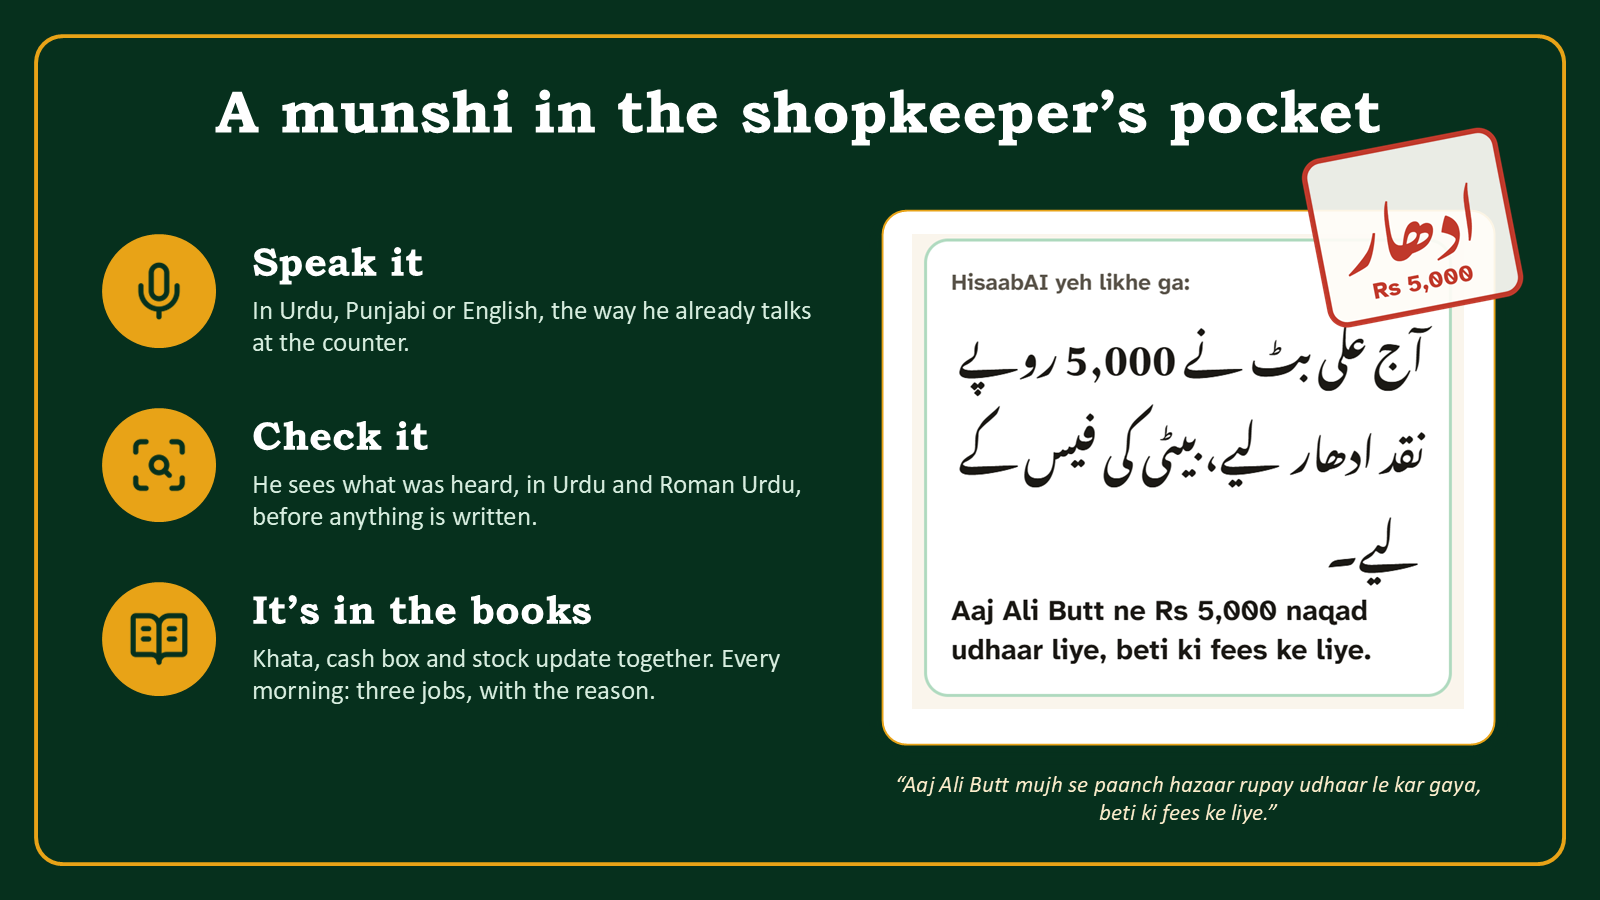 A munshi in the shopkeeper’s pocket
Speak it
In Urdu, Punjabi or English, the way he already talks
at the counter.
Check it
He sees what was heard, in Urdu and Roman Urdu,
before anything is written.
It’s in the books
Khata, cash box and stock update together. Every
morning: three jobs, with the reason.
ادھار
Rs 5,000
HisaabAI yeh likhe ga:
آج علی بٹ نے 5,000 روپے
نقد ادھار لیے، بیٹی کی فیس کے
لیے۔
Aaj Ali Butt ne Rs 5,000 naqad
udhaar liye, beti ki fees ke liye.
“Aaj Ali Butt mujh se paanch hazaar rupay udhaar le kar gaya,
beti ki fees ke liye.”